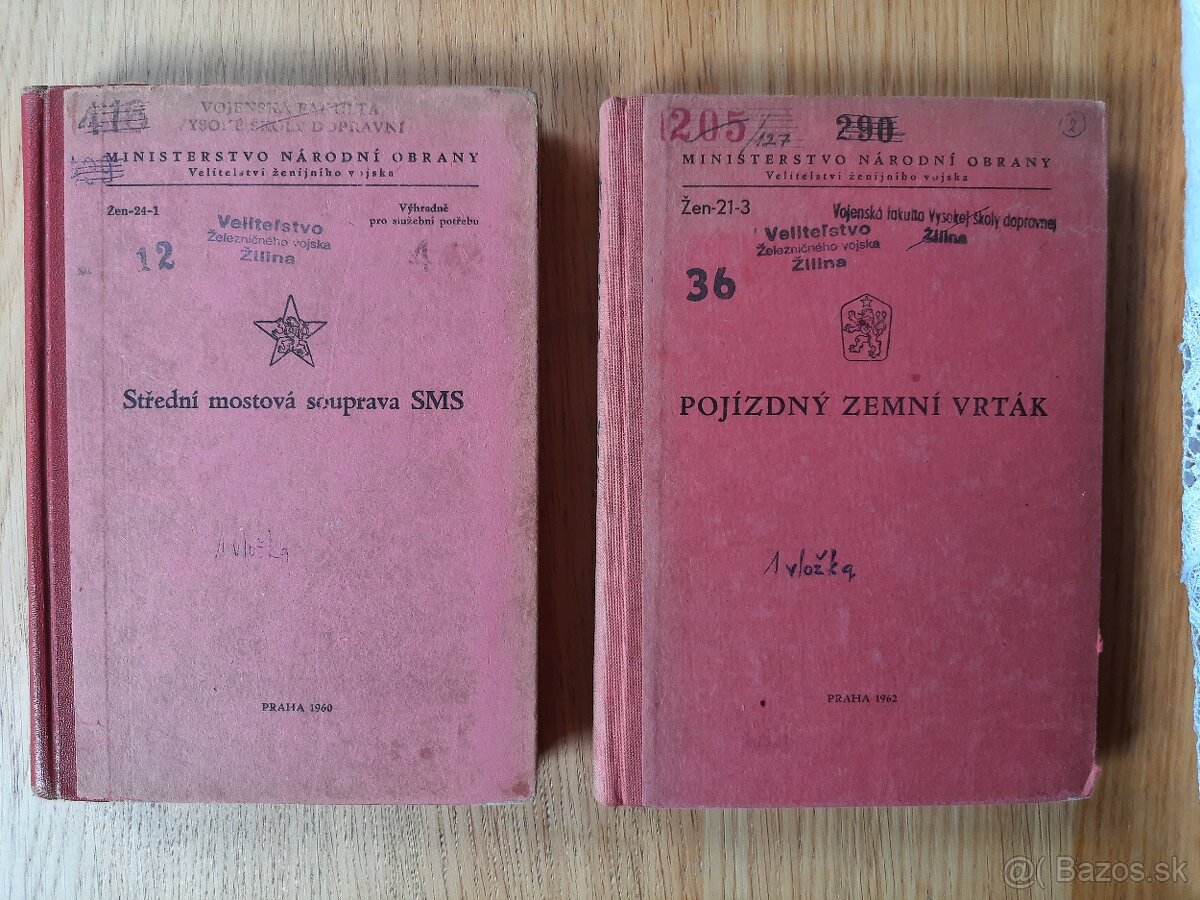 416
VOJENSKÁ FAKULTA
VYSOKÉ ŠKOLY DOPRAVNÍ
MINISTERSTVO NÁRODNÍ OBRANY
Velitelství ženijního vojska
Žen-24-1
Výhradně
pro služební potřebu
Veliteľstvo
Železničného vojska
Žilina
12
4
Střední mostová souprava SMS
1 vložka
PRAHA 1960
205/127
290
2
MINISTERSTVO NÁRODNÍ OBRANY
Velitelství ženijního vojska
Žen-21-3
Vojenská fakulta Vysokej školy dopravnej
Žilina
Veliteľstvo
Železničného vojska
Žilina
36
POJÍZDNÝ ZEMNÍ VRTÁK
1 vložka
PRAHA 1962
Bazos.sk